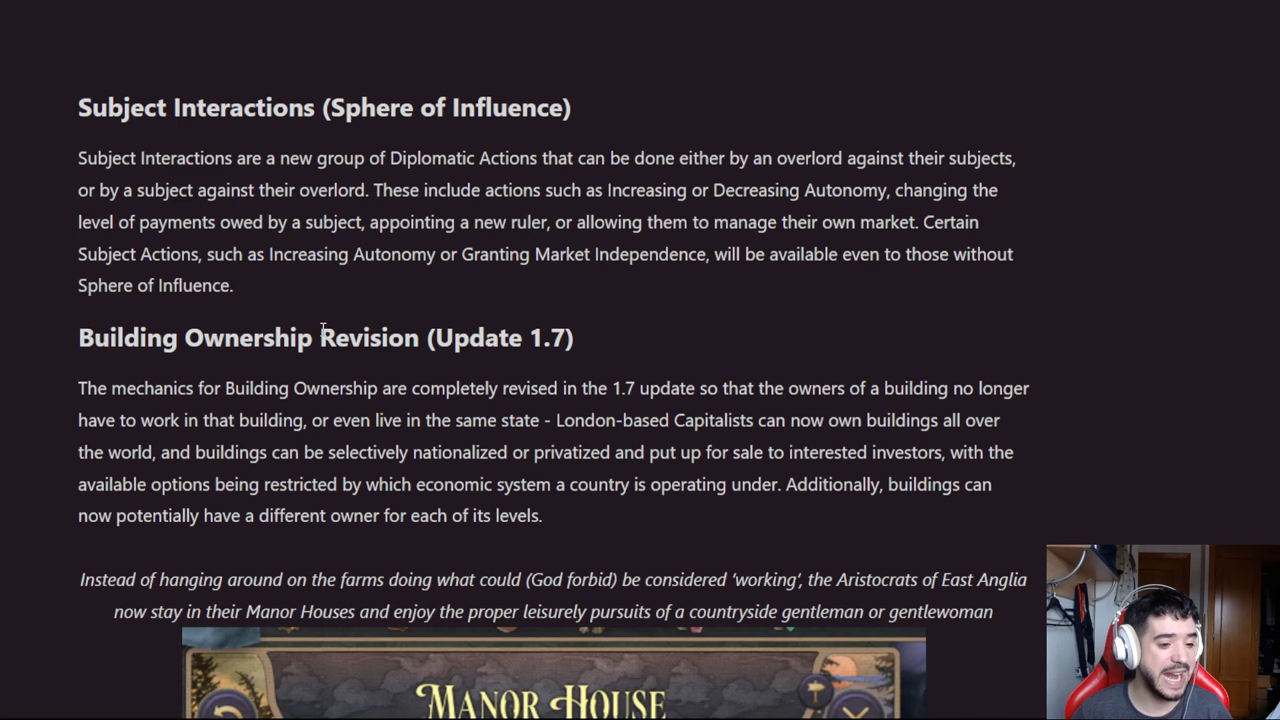 Subject Interactions (Sphere of Influence)
Subject Interactions are a new group of Diplomatic Actions that can be done either by an overlord against their subjects,
or by a subject against their overlord. These include actions such as Increasing or Decreasing Autonomy, changing the
level of payments owed by a subject, appointing a new ruler, or allowing them to manage their own market. Certain
Subject Actions, such as Increasing Autonomy or Granting Market Independence, will be available even to those without
Sphere of Influence.
Building Ownership Revision (Update 1.7)
The mechanics for Building Ownership are completely revised in the 1.7 update so that the owners of a building no longer
have to work in that building, or even live in the same state - London-based Capitalists can now own buildings all over
the world, and buildings can be selectively nationalized or privatized and put up for sale to interested investors, with the
available options being restricted by which economic system a country is operating under. Additionally, buildings can
now potentially have a different owner for each of its levels.
Instead of hanging around on the farms doing what could (God forbid) be considered ‘working’, the Aristocrats of East Anglia
now stay in their Manor Houses and enjoy the proper leisurely pursuits of a countryside gentleman or gentlewoman
MANOR HOUSE